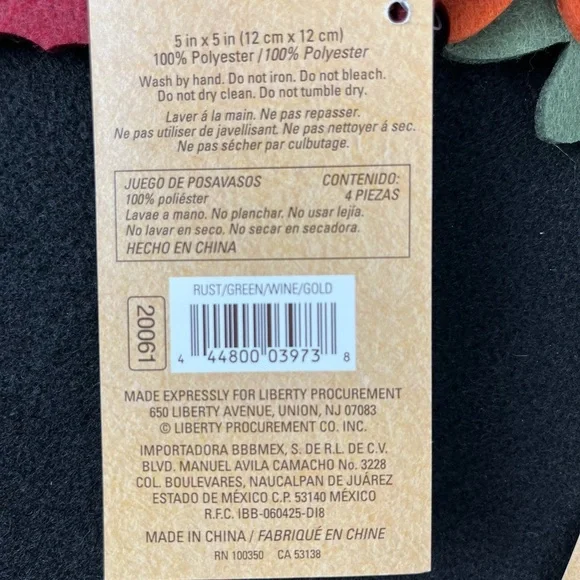 5 in x 5 in (12 cm x 12 cm)
100% Polyester / 100% Polyester
Wash by hand. Do not iron. Do not bleach.
Do not dry clean. Do not tumble dry.
Laver á la main. Ne pas repasser.
Ne pas utiliser de javellisant. Ne pas nettoyer á sec.
Ne pas sécher par culbutage.
JUEGO DE POSAVASOS CONTENIDO:
100% poliéster 4 PIEZAS
Lavae a mano. No planchar. No usar lejía.
No lavar en seco. No secar en secadora.
HECHO EN CHINA
RUST/GREEN/WINE/GOLD
20061
4 44800 03973 8
MADE EXPRESSLY FOR LIBERTY PROCUREMENT
650 LIBERTY AVENUE, UNION, NJ 07083
© LIBERTY PROCUREMENT CO. INC.
IMPORTADORA BBBMEX, S. DE R.L. DE C.V.
BLVD. MANUEL AVILA CAMACHO No. 3228
COL. BOULEVARES, NAUCALPAN DE JUÁREZ
ESTADO DE MÉXICO C.P. 53140 MÉXICO
R.F.C. IBB-060425-DI8
MADE IN CHINA / FABRIQUÉ EN CHINE
RN 100350 CA 53138